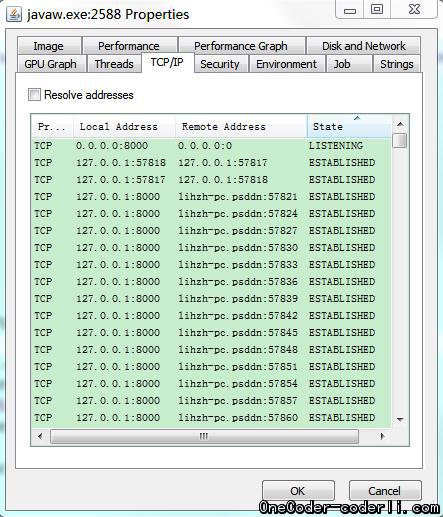 javaw.exe:2588 Properties
Image Performance Performance Graph Disk and Network
GPU Graph Threads TCP/IP Security Environment Job Strings
Resolve addresses
Pr... Local Address Remote Address State
TCP 0.0.0.0:8000 0.0.0.0:0 LISTENING
TCP 127.0.0.1:57818 127.0.0.1:57817 ESTABLISHED
TCP 127.0.0.1:57817 127.0.0.1:57818 ESTABLISHED
TCP 127.0.0.1:8000 lihzh-pc.psddn:57821 ESTABLISHED
TCP 127.0.0.1:8000 lihzh-pc.psddn:57824 ESTABLISHED
TCP 127.0.0.1:8000 lihzh-pc.psddn:57827 ESTABLISHED
TCP 127.0.0.1:8000 lihzh-pc.psddn:57830 ESTABLISHED
TCP 127.0.0.1:8000 lihzh-pc.psddn:57833 ESTABLISHED
TCP 127.0.0.1:8000 lihzh-pc.psddn:57836 ESTABLISHED
TCP 127.0.0.1:8000 lihzh-pc.psddn:57839 ESTABLISHED
TCP 127.0.0.1:8000 lihzh-pc.psddn:57842 ESTABLISHED
TCP 127.0.0.1:8000 lihzh-pc.psddn:57845 ESTABLISHED
TCP 127.0.0.1:8000 lihzh-pc.psddn:57848 ESTABLISHED
TCP 127.0.0.1:8000 lihzh-pc.psddn:57851 ESTABLISHED
TCP 127.0.0.1:8000 lihzh-pc.psddn:57854 ESTABLISHED
TCP 127.0.0.1:8000 lihzh-pc.psddn:57857 ESTABLISHED
TCP 127.0.0.1:8000 lihzh-pc.psddn:57860 ESTABLISHED
OK Cancel
OneCoder-coderli.com